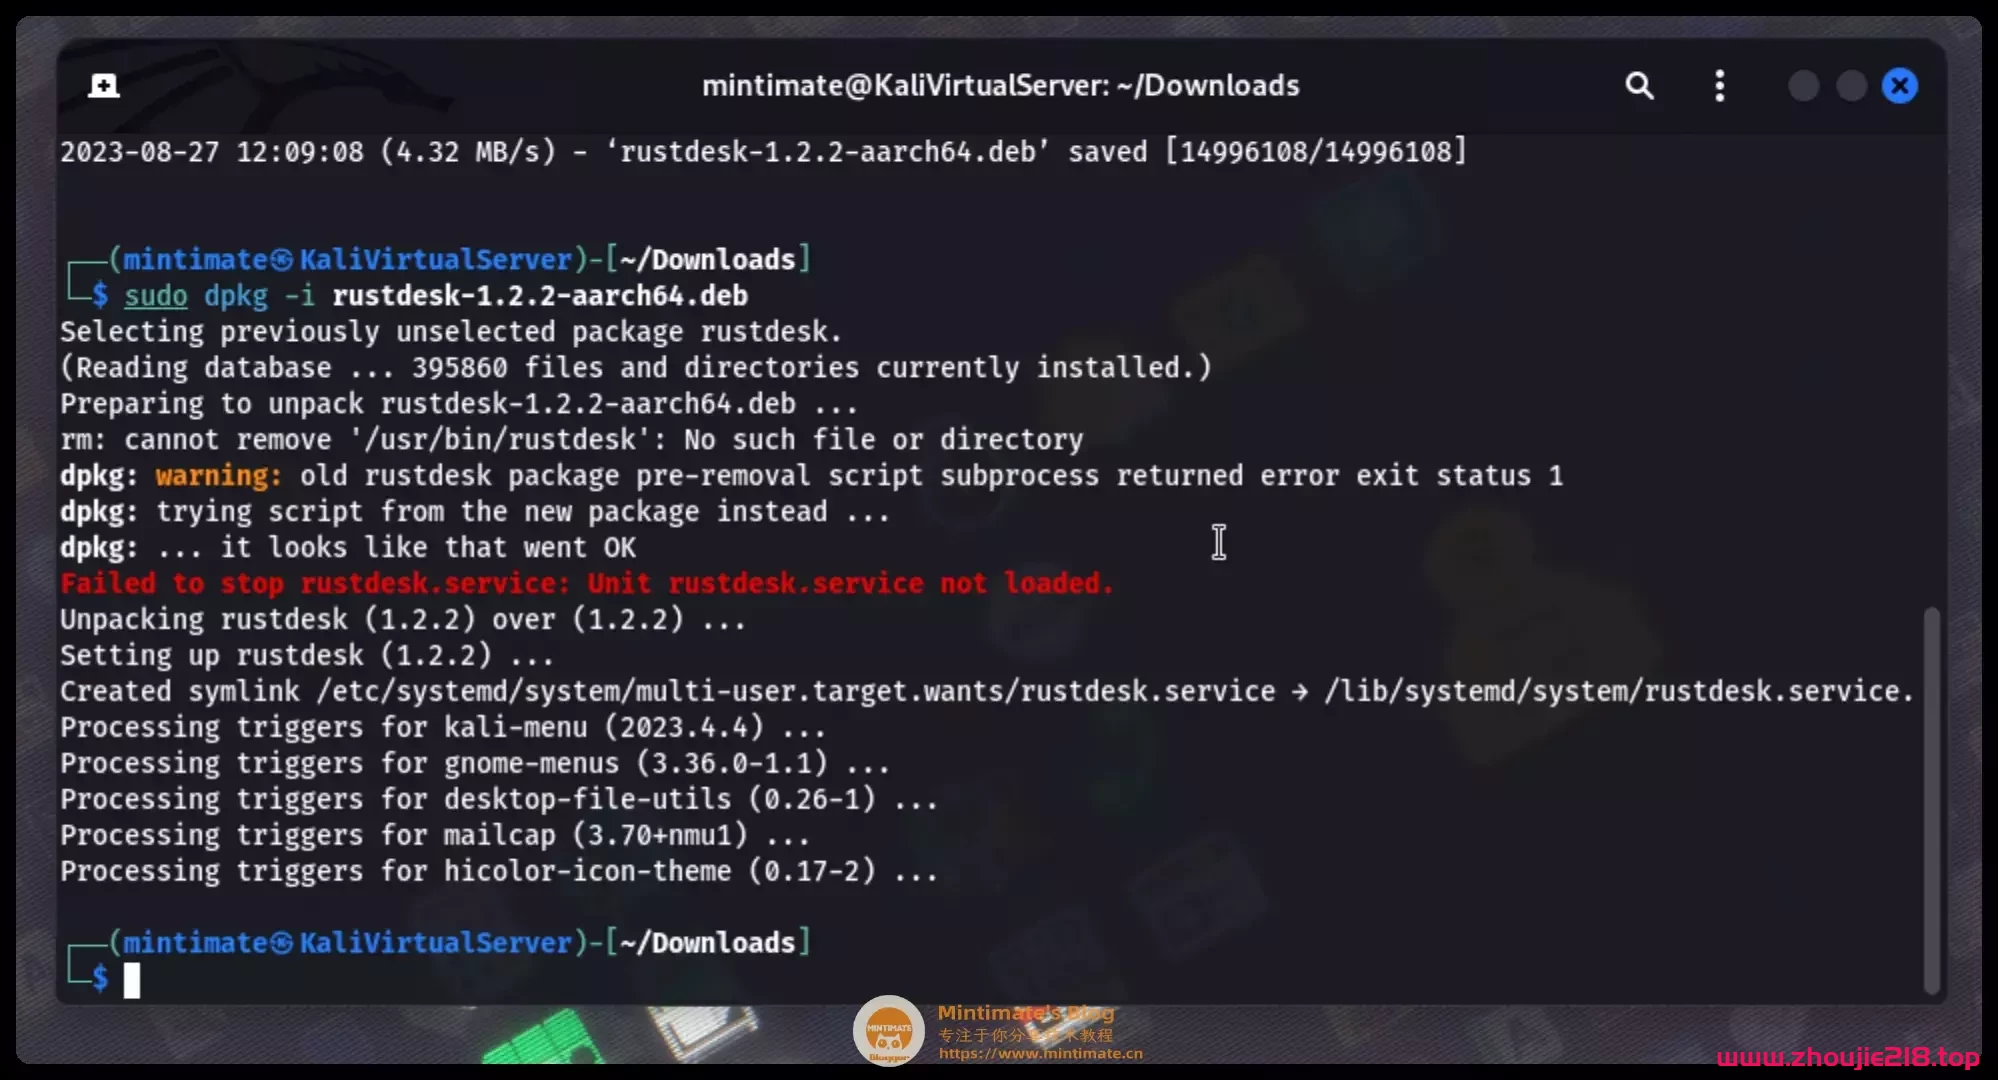 mintimate@KaliVirtualServer: ~/Downloads
2023-08-27 12:09:08 (4.32 MB/s) - ‘rustdesk-1.2.2-aarch64.deb’ saved [14996108/14996108]
┌──(mintimate㉿KaliVirtualServer)-[~/Downloads]
└─$ sudo dpkg -i rustdesk-1.2.2-aarch64.deb
Selecting previously unselected package rustdesk.
(Reading database ... 395860 files and directories currently installed.)
Preparing to unpack rustdesk-1.2.2-aarch64.deb ...
rm: cannot remove '/usr/bin/rustdesk': No such file or directory
dpkg: warning: old rustdesk package pre-removal script subprocess returned error exit status 1
dpkg: trying script from the new package instead ...
dpkg: ... it looks like that went OK
Failed to stop rustdesk.service: Unit rustdesk.service not loaded.
Unpacking rustdesk (1.2.2) over (1.2.2) ...
Setting up rustdesk (1.2.2) ...
Created symlink /etc/systemd/system/multi-user.target.wants/rustdesk.service → /lib/systemd/system/rustdesk.service.
Processing triggers for kali-menu (2023.4.4) ...
Processing triggers for gnome-menus (3.36.0-1.1) ...
Processing triggers for desktop-file-utils (0.26-1) ...
Processing triggers for mailcap (3.70+nmu1) ...
Processing triggers for hicolor-icon-theme (0.17-2) ...
┌──(mintimate㉿KaliVirtualServer)-[~/Downloads]
└─$
MINTIMATE
Blogger
Mintimate's Blog
专注于你分享技术教程
https://www.mintimate.cn
www.zhoujie218.top